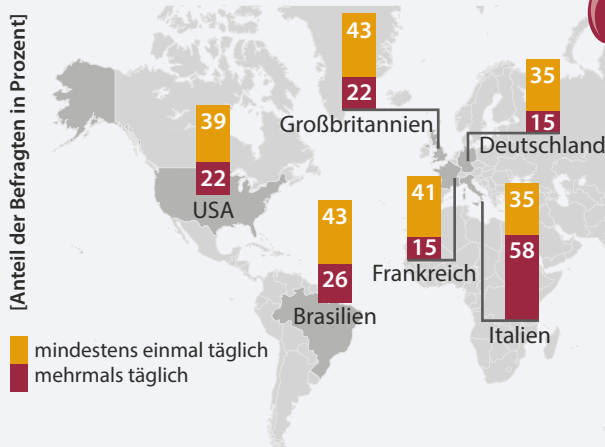 [Anteil der Befragten in Prozent]
43
22
Großbritannien
35
15
Deutschland
39
22
USA
41
15
Frankreich
35
58
Italien
43
26
Brasilien
mindestens einmal täglich
mehrmals täglich